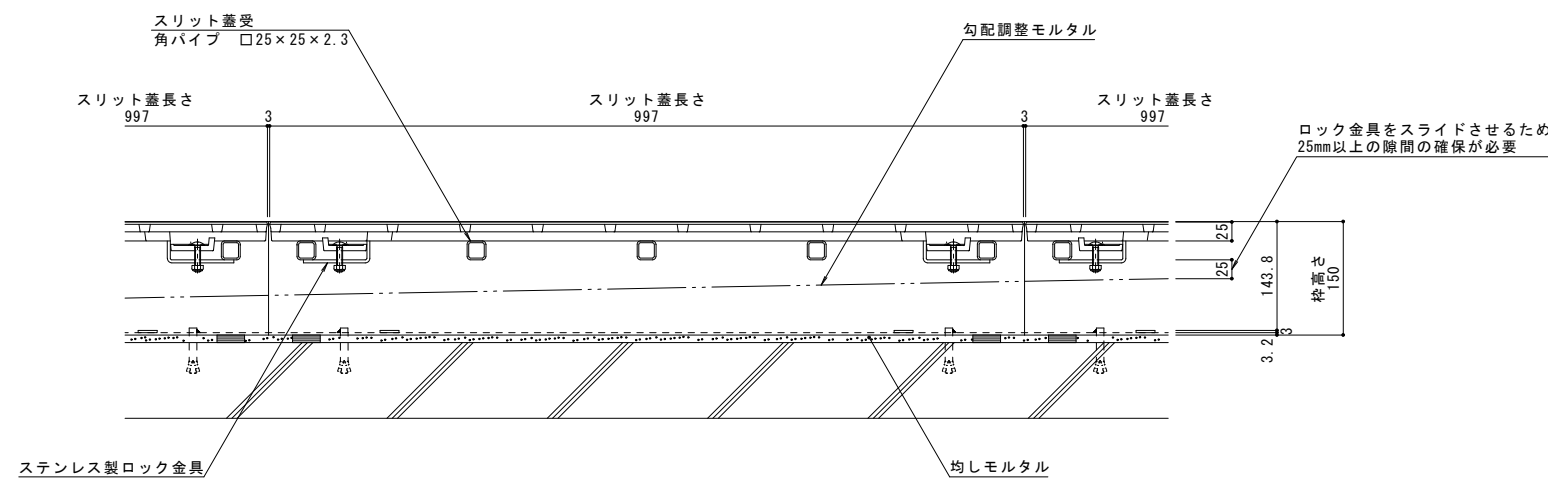 スリット蓋受
角パイプ □25×25×2.3
勾配調整モルタル
スリット蓋長さ
997
3
スリット蓋長さ
997
3
スリット蓋長さ
997
ロック金具をスライドさせるため
25mm以上の隙間の確保が必要
25
25
143.8
枠高さ
150
3
3.2
ステンレス製ロック金具
均しモルタル